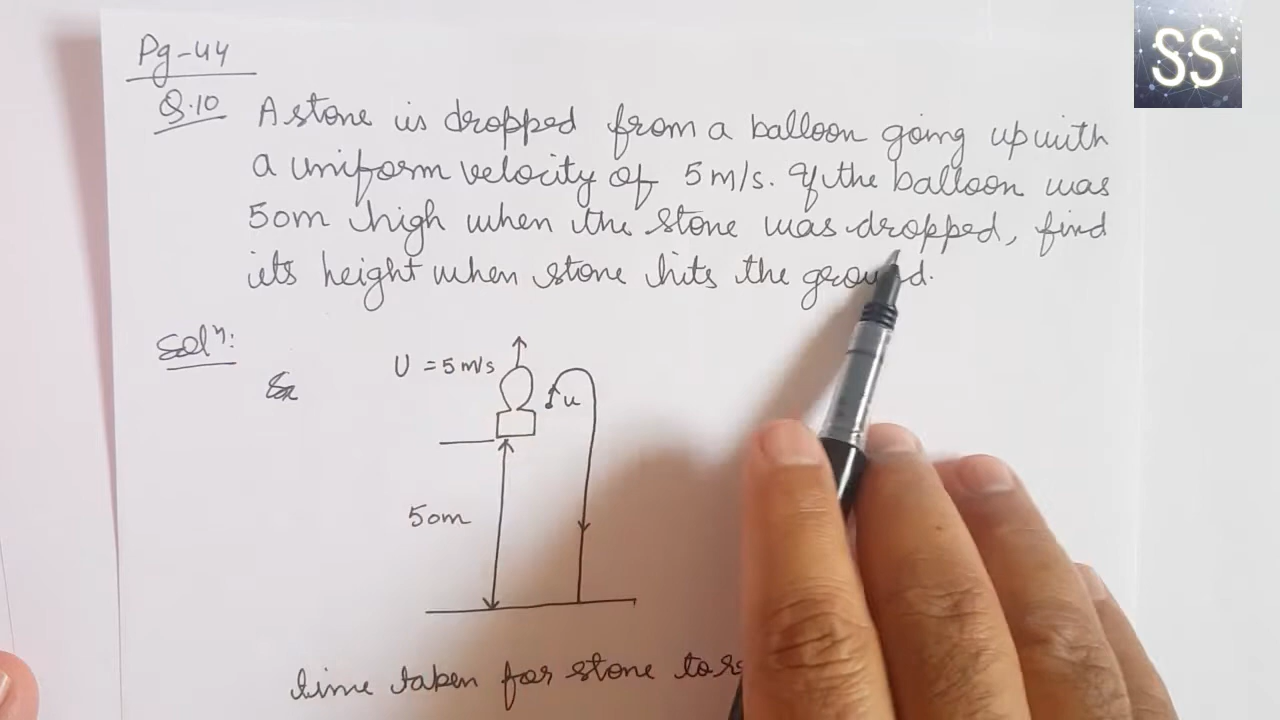 Pg-44
Q.10 A stone is dropped from a balloon going up with
a uniform velocity of 5 m/s. If the balloon was
50m high when the stone was dropped, find
its height when stone hits the ground.
Solⁿ:
U = 5 m/s
u
50m
time taken for stone to
SS